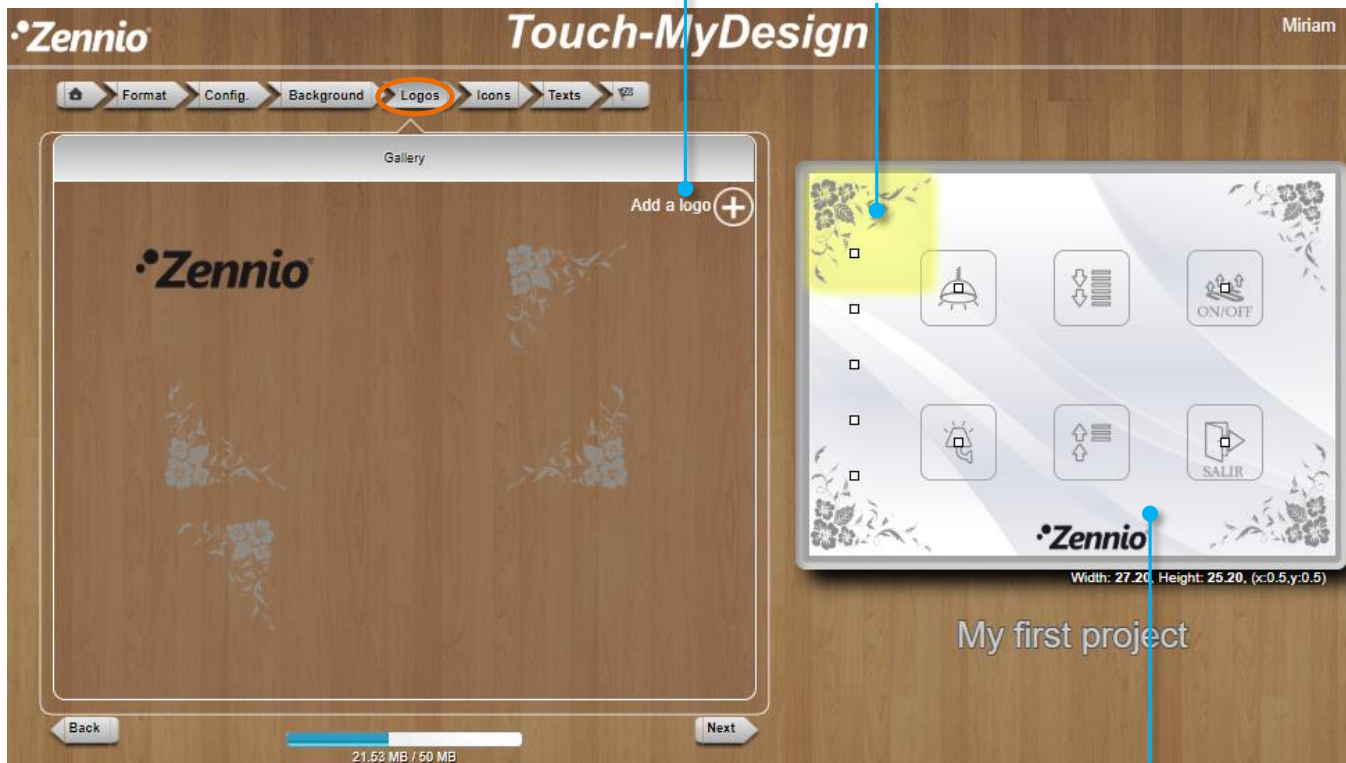 Zennio
Touch-MyDesign
Miriam
Format Config. Background Logos Icons Texts
Gallery
Add a logo
Zennio
ON/OFF
SALIR
Zennio
Width: 27.20, Height: 25.20, (x:0.5,y:0.5)
My first project
Back
Next
21.53 MB / 50 MB